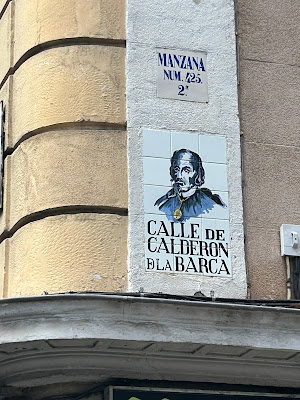 MANZANA
NUM. 425.
2ª
CALLE DE
CALDERON
D LA BARCA